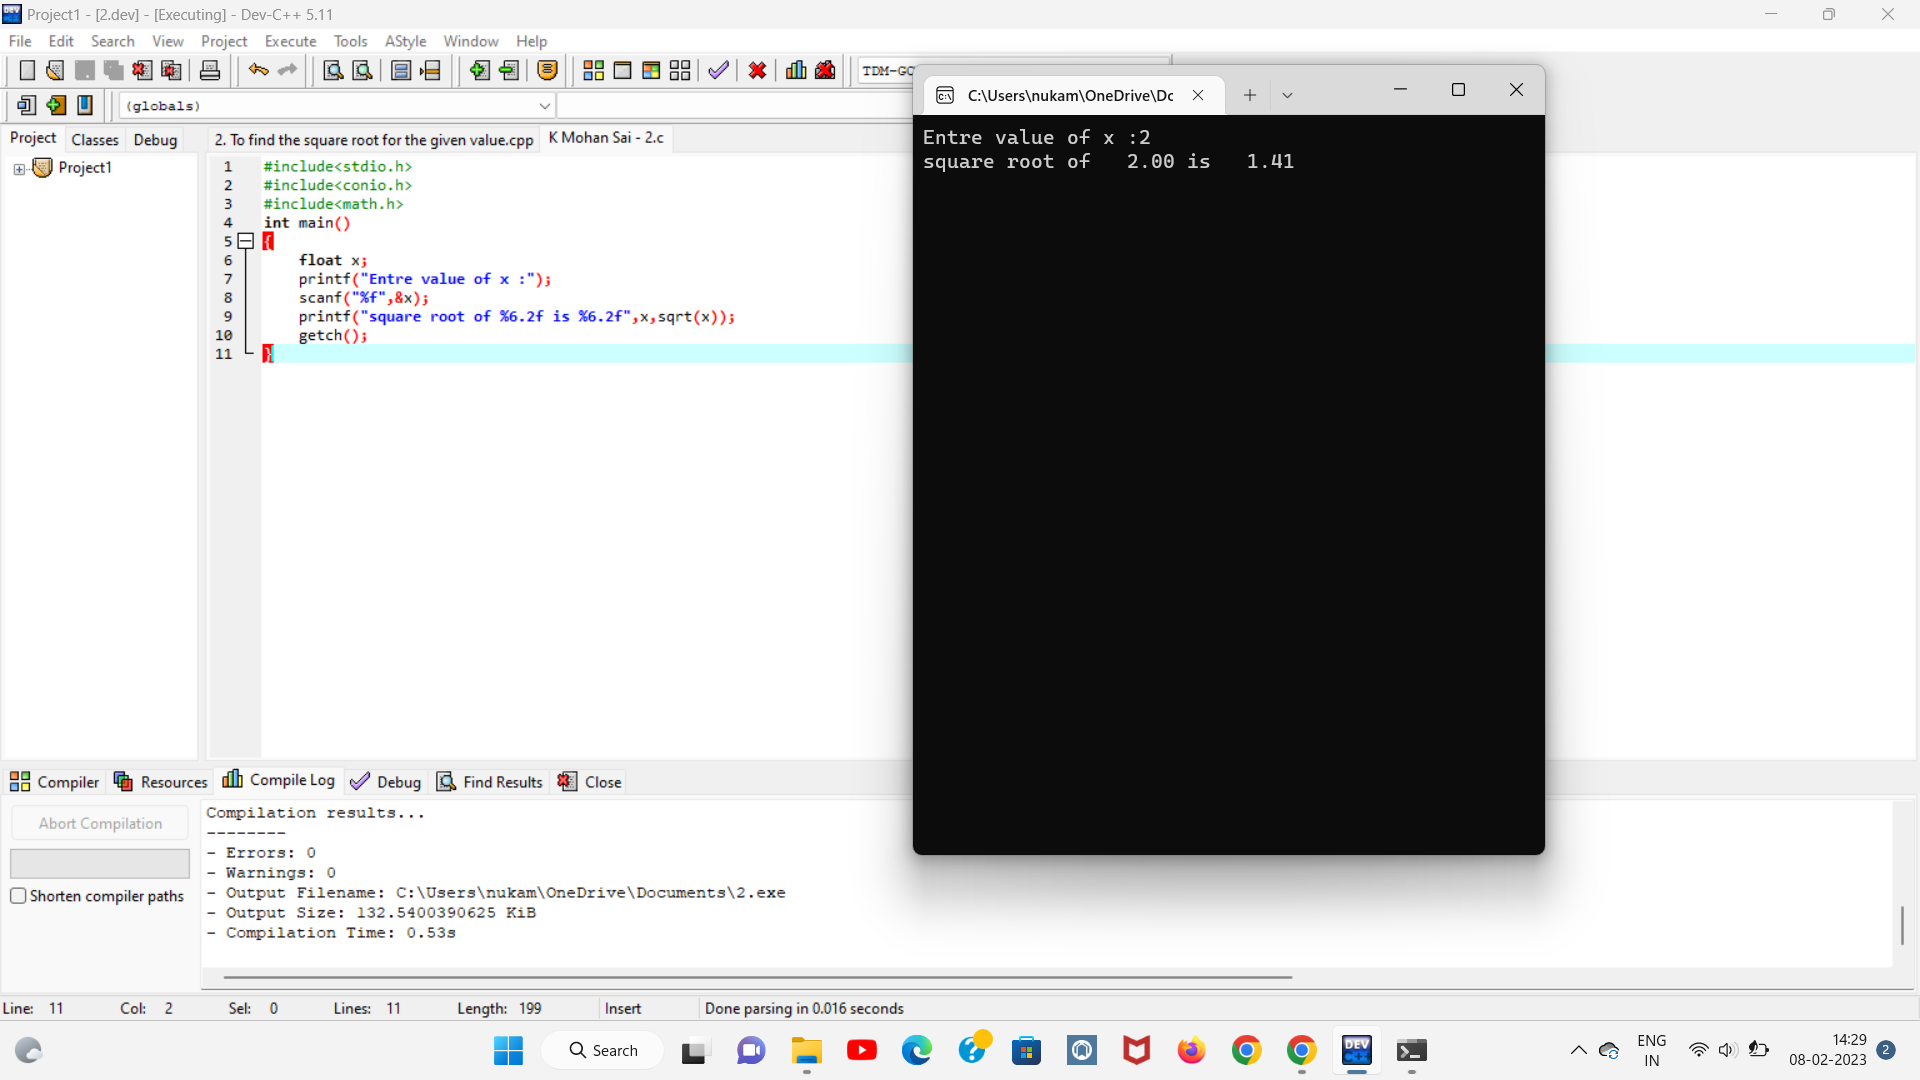 Project1 - [2.dev] - [Executing] - Dev-C++ 5.11
File Edit Search View Project Execute Tools AStyle Window Help
TDM-GC
(globals)
Project Classes Debug
2. To find the square root for the given value.cpp K Mohan Sai - 2.c
Project1
1 #include<stdio.h>
2 #include<conio.h>
3 #include<math.h>
4 int main()
5 {
6 float x;
7 printf("Entre value of x :");
8 scanf("%f",&x);
9 printf("square root of %6.2f is %6.2f",x,sqrt(x));
10 getch();
11 }
C:\Users\nukam\OneDrive\Dc
Entre value of x :2
square root of   2.00 is   1.41
Compiler Resources Compile Log Debug Find Results Close
Abort Compilation
Shorten compiler paths
Compilation results...
--------
- Errors: 0
- Warnings: 0
- Output Filename: C:\Users\nukam\OneDrive\Documents\2.exe
- Output Size: 132.5400390625 KiB
- Compilation Time: 0.53s
Line: 11 Col: 2 Sel: 0 Lines: 11 Length: 199 Insert Done parsing in 0.016 seconds
Search
DEV C++
ENG
IN
14:29
08-02-2023
2